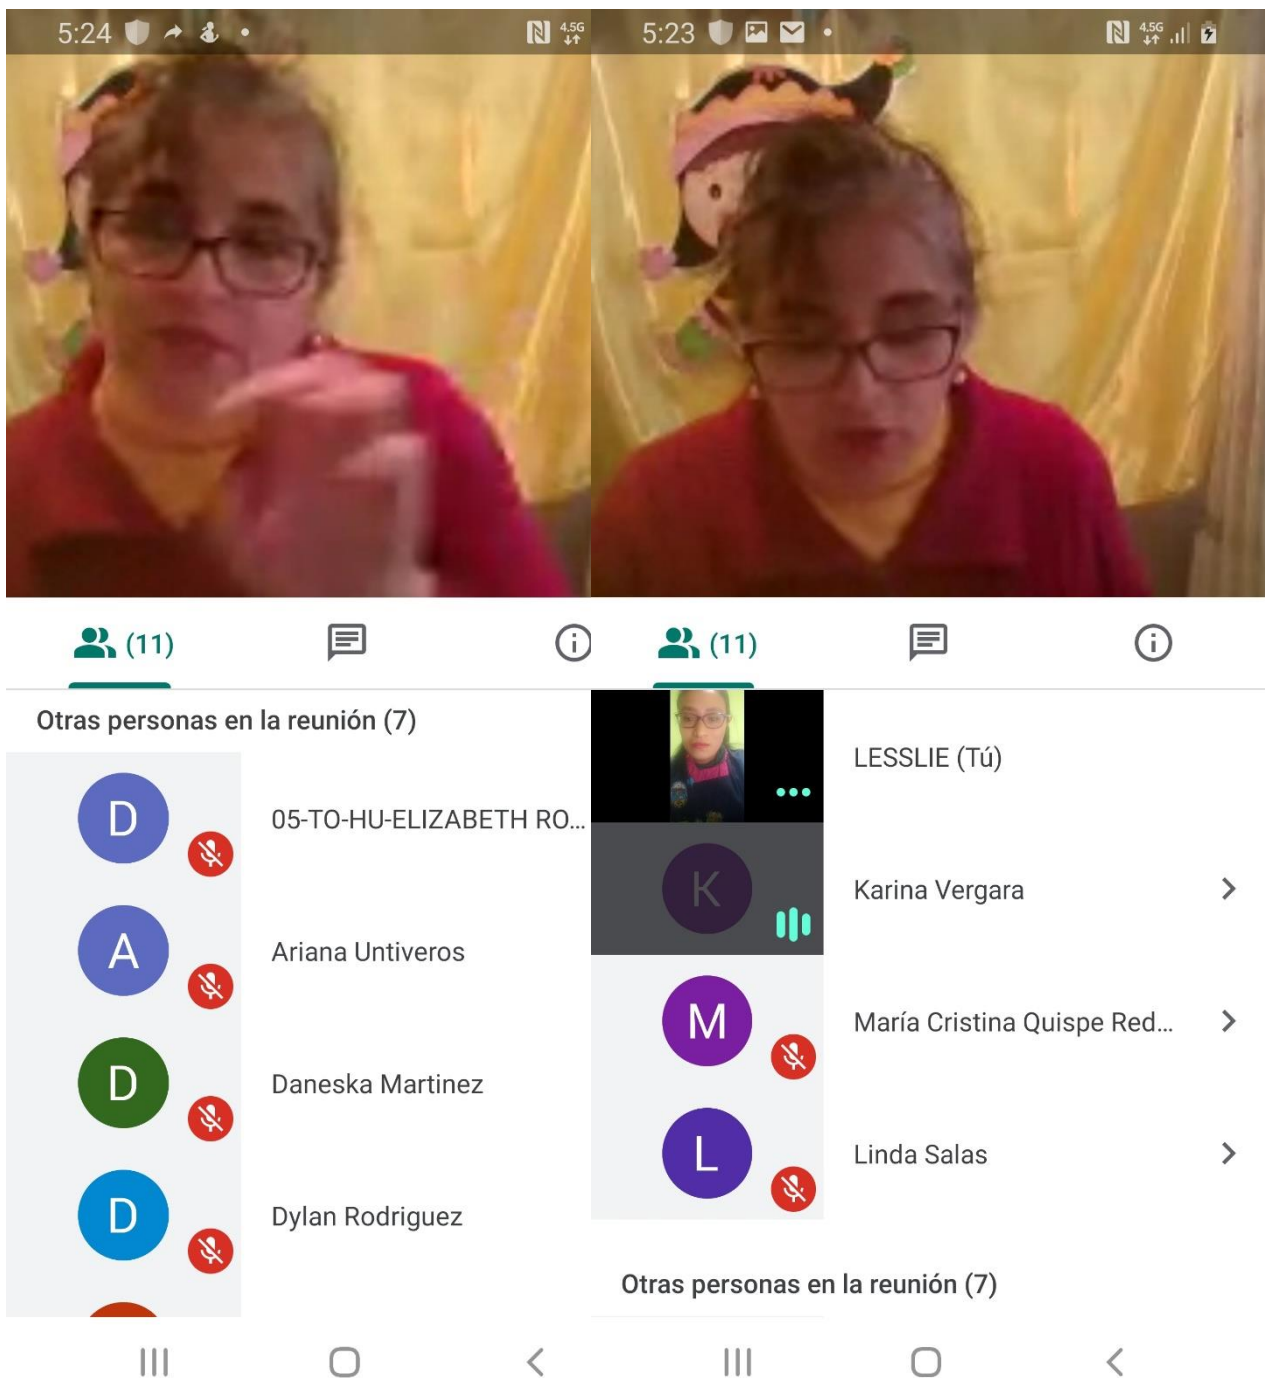 5:24
4.5G
(11)
Otras personas en la reunión (7)
D
05-TO-HU-ELIZABETH RO...
A
Ariana Untiveros
D
Daneska Martinez
D
Dylan Rodriguez
5:23
4.5G
(11)
LESSLIE (Tú)
K
Karina Vergara
M
María Cristina Quispe Red...
L
Linda Salas
Otras personas en la reunión (7)